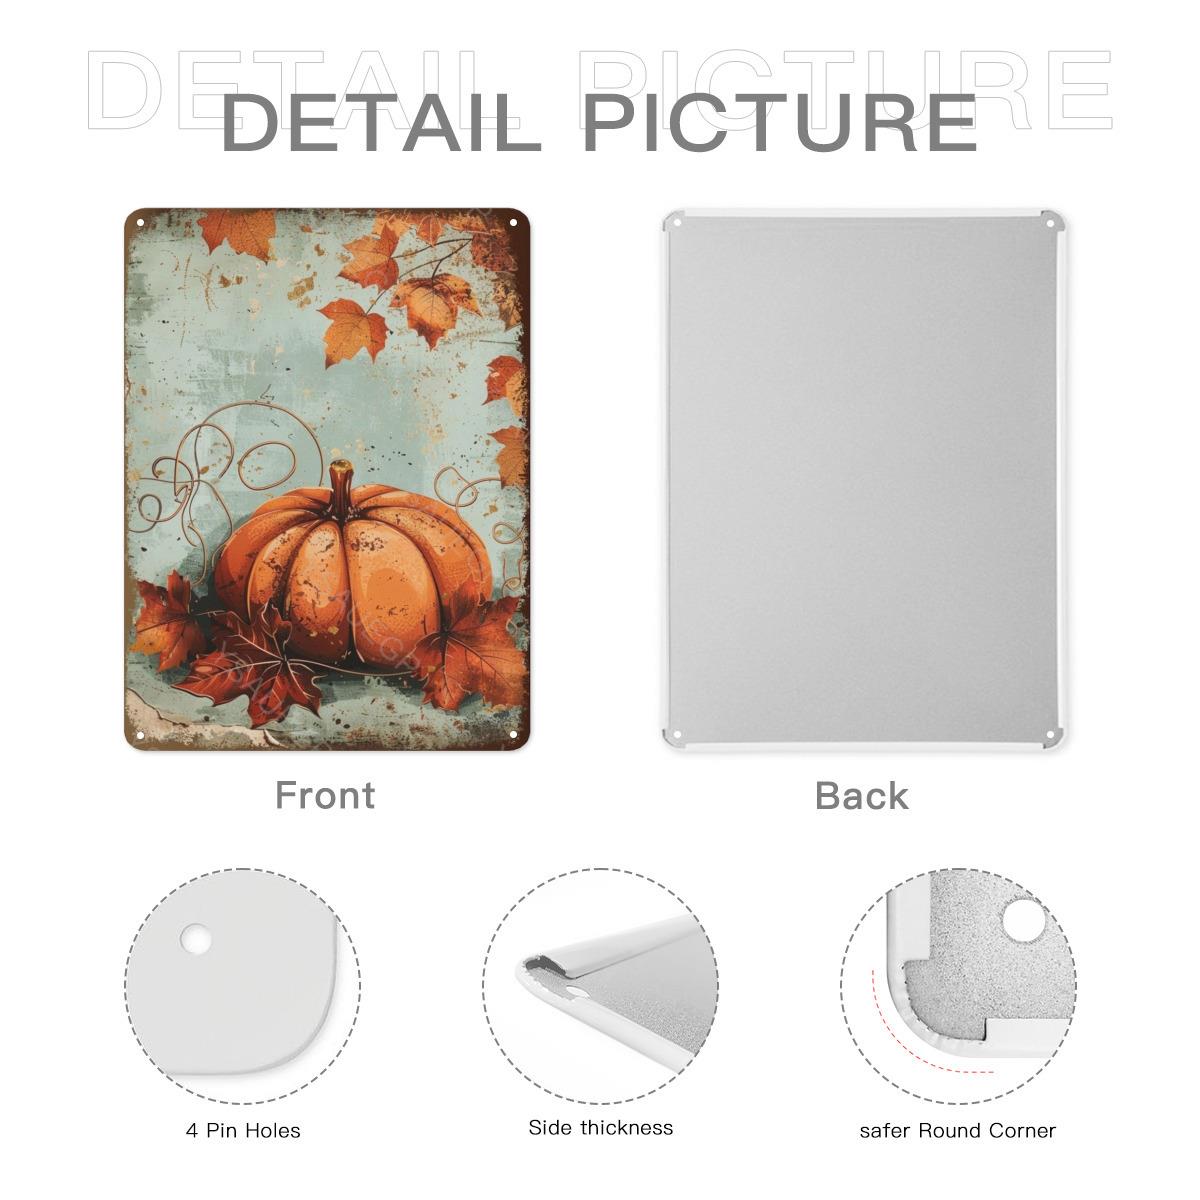 DETAIL PICTURE
DETAIL PICTURE
Front
Back
4 Pin Holes
Side thickness
safer Round Corner